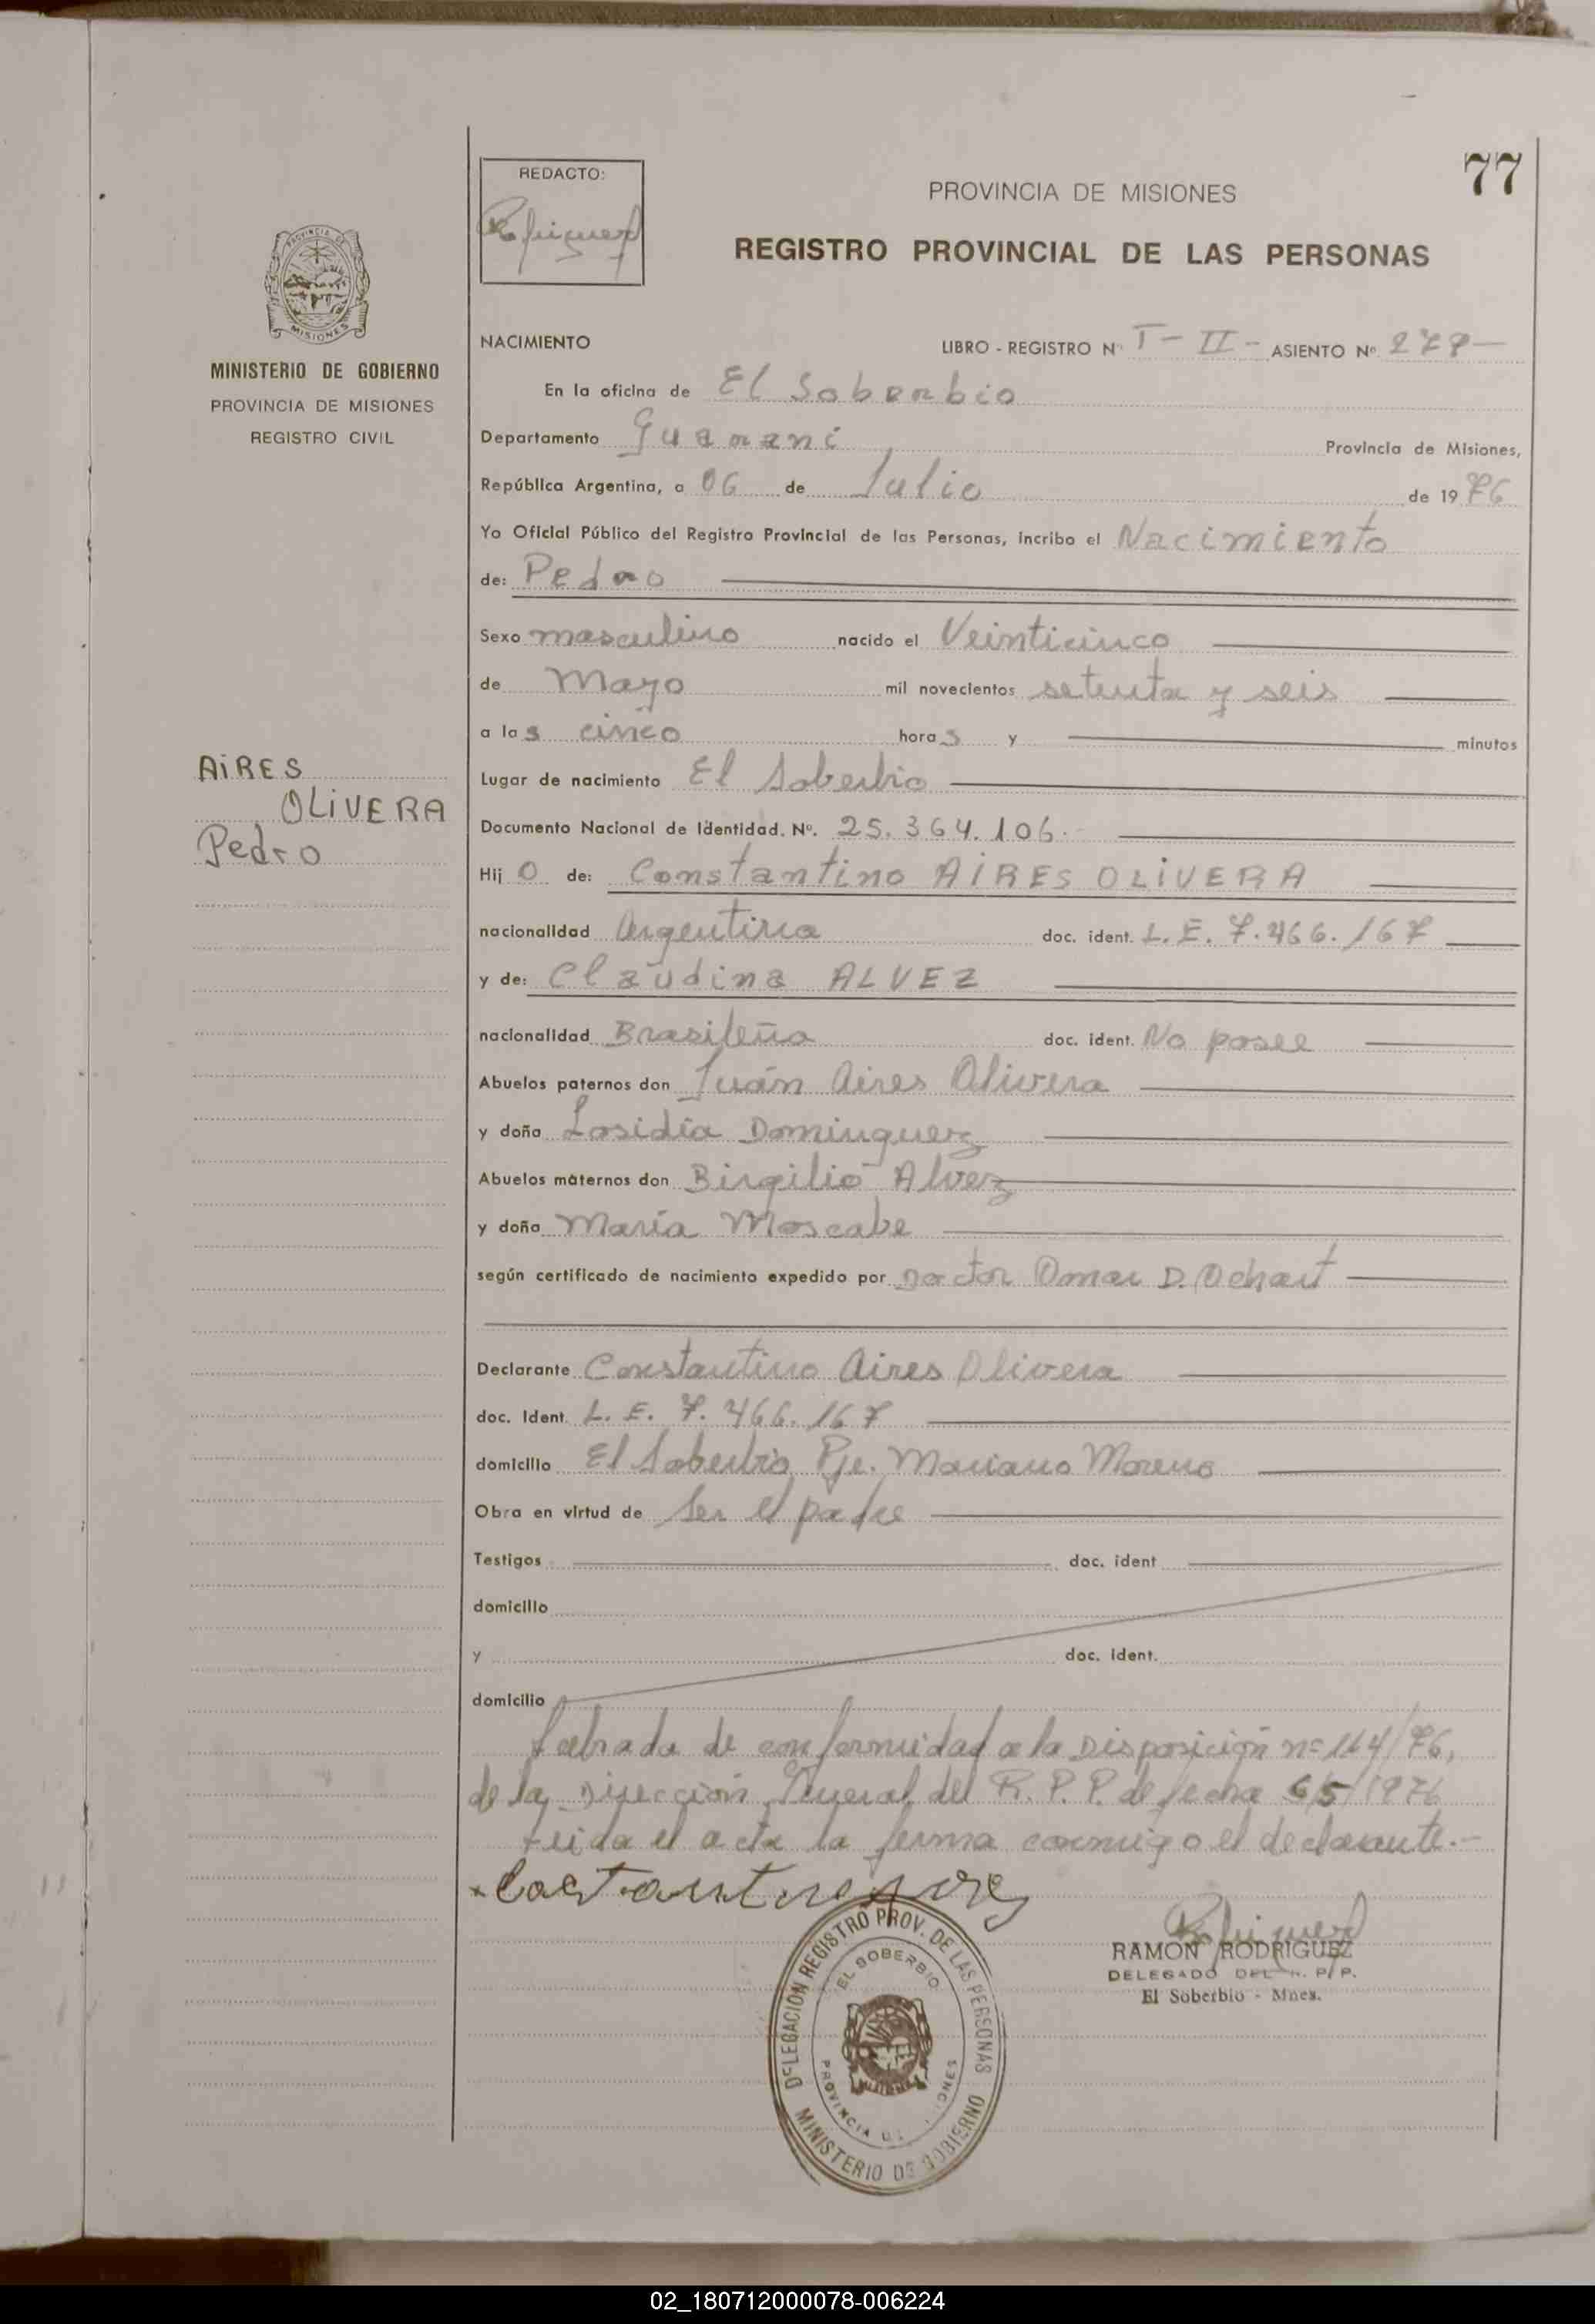 77
REDACTO:
PROVINCIA DE MISIONES
REGISTRO PROVINCIAL DE LAS PERSONAS
PROVINCIA DE
MISIONES
MINISTERIO DE GOBIERNO
PROVINCIA DE MISIONES
REGISTRO CIVIL
AIRES
OLIVERA
Pedro
NACIMIENTO LIBRO - REGISTRO Nº T - II - ASIENTO Nº 278
En la oficina de El Soberbio
Departamento Guarani Provincia de Misiones,
República Argentina, a 06 de Julio de 1976
Yo Oficial Público del Registro Provincial de las Personas, incribo el Nacimiento
de: Pedro
Sexo masculino nacido el Veinticinco
de Mayo mil novecientos setenta y seis
a las cinco horas y minutos
Lugar de nacimiento El Soberbio
Documento Nacional de Identidad. Nº. 25.364.106.
Hijo de: Constantino AIRES OLIVERA
nacionalidad Argentina doc. ident. L.E. 7.466.167
y de: Claudina ALVEZ
nacionalidad Brasileña doc. ident. No posee
Abuelos paternos don Juán Aires Olivera
y doña Losidia Dominguez
Abuelos maternos don Birgilio Alvez
y doña María Moscabe
según certificado de nacimiento expedido por Doctor Omar D. Ochart
Declarante Constantino Aires Olivera
doc. Ident. L.E. 7.466.167
domicilio El Soberbio Pje. Mariano Moreno
Obra en virtud de Ser el padre
Testigos doc. ident
domicilio
y doc. ident.
domicilio
Labrada de conformidad a la Disposición nº 164/76,
de la Dirección General del R.P.P. de fecha 6/5/1976
Leida el acta la firma conmigo el declarante.-
RAMON RODRIGUEZ
DELEGADO DEL R. P. P.
El Soberbio - Mnes.
DELEGACION REGISTRO PROV. DE LAS PERSONAS
EL SOBERBIO
PROVINCIA DE MISIONES
MINISTERIO DE GOBIERNO
02_180712000078-006224